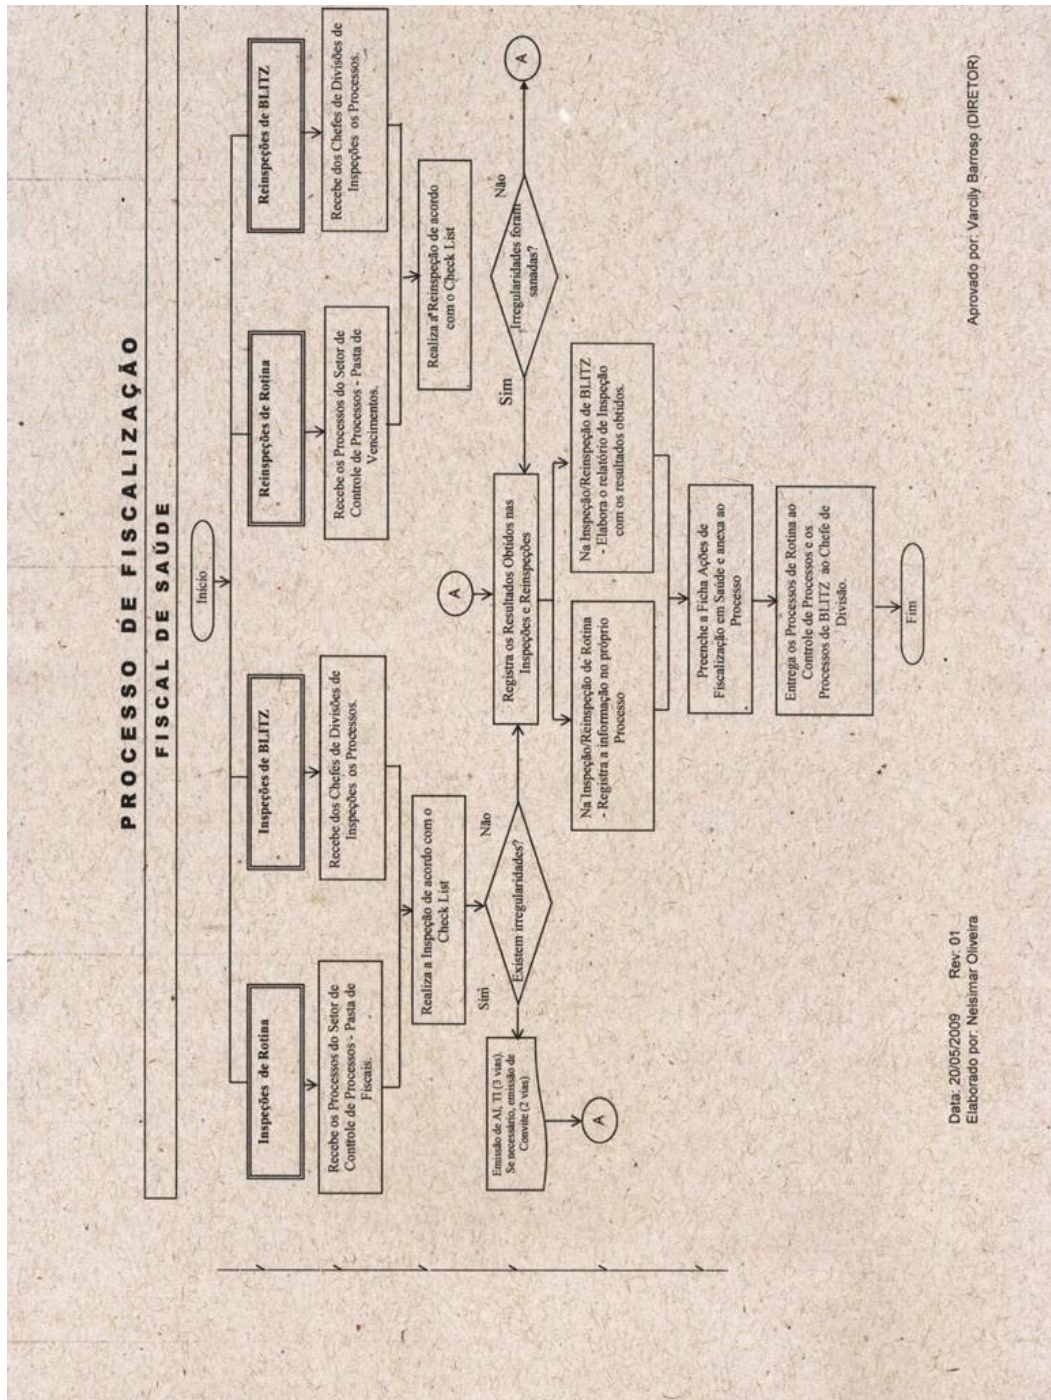 PROCESSO DE FISCALIZAÇÃO
FISCAL DE SAÚDE
Início
Inspeções de Rotina
Inspeções de BLITZ
Reinspeções de Rotina
Reinspeções de BLITZ
Recebe os Processos do Setor de
Controle de Processos - Pasta de
Fiscais.
Recebe dos Chefes de Divisões de
Inspeções os Processos.
Recebe os Processos do Setor de
Controle de Processos - Pasta de
Vencimentos.
Recebe dos Chefes de Divisões de
Inspeções os Processos.
Realiza a Inspeção de acordo com o
Check List
Realiza a Reinspeção de acordo
com o Check List
Sim
Existem irregularidades?
Não
Sim
Irregularidades foram
sanadas?
Não
A
Emissão de AI, TI (3 vias).
Se necessário, emissão de
Convite (2 vias)
A
A
Registra os Resultados Obtidos nas
Inspeções e Reinspeções
Na Inspeção/Reinspeção de Rotina
- Registra a informação no próprio
Processo
Na Inspeção/Reinspeção de BLITZ
- Elabora o relatório de Inspeção
com os resultados obtidos.
Preenche a Ficha Ações de
Fiscalização em Saúde e anexa ao
Processo
Entrega os Processos de Rotina ao
Controle de Processos e os
Processos de BLITZ ao Chefe de
Divisão.
Fim
Data: 20/05/2009 Rev: 01
Elaborado por: Nelsimar Oliveira
Aprovado por: Varcily Barroso (DIRETOR)